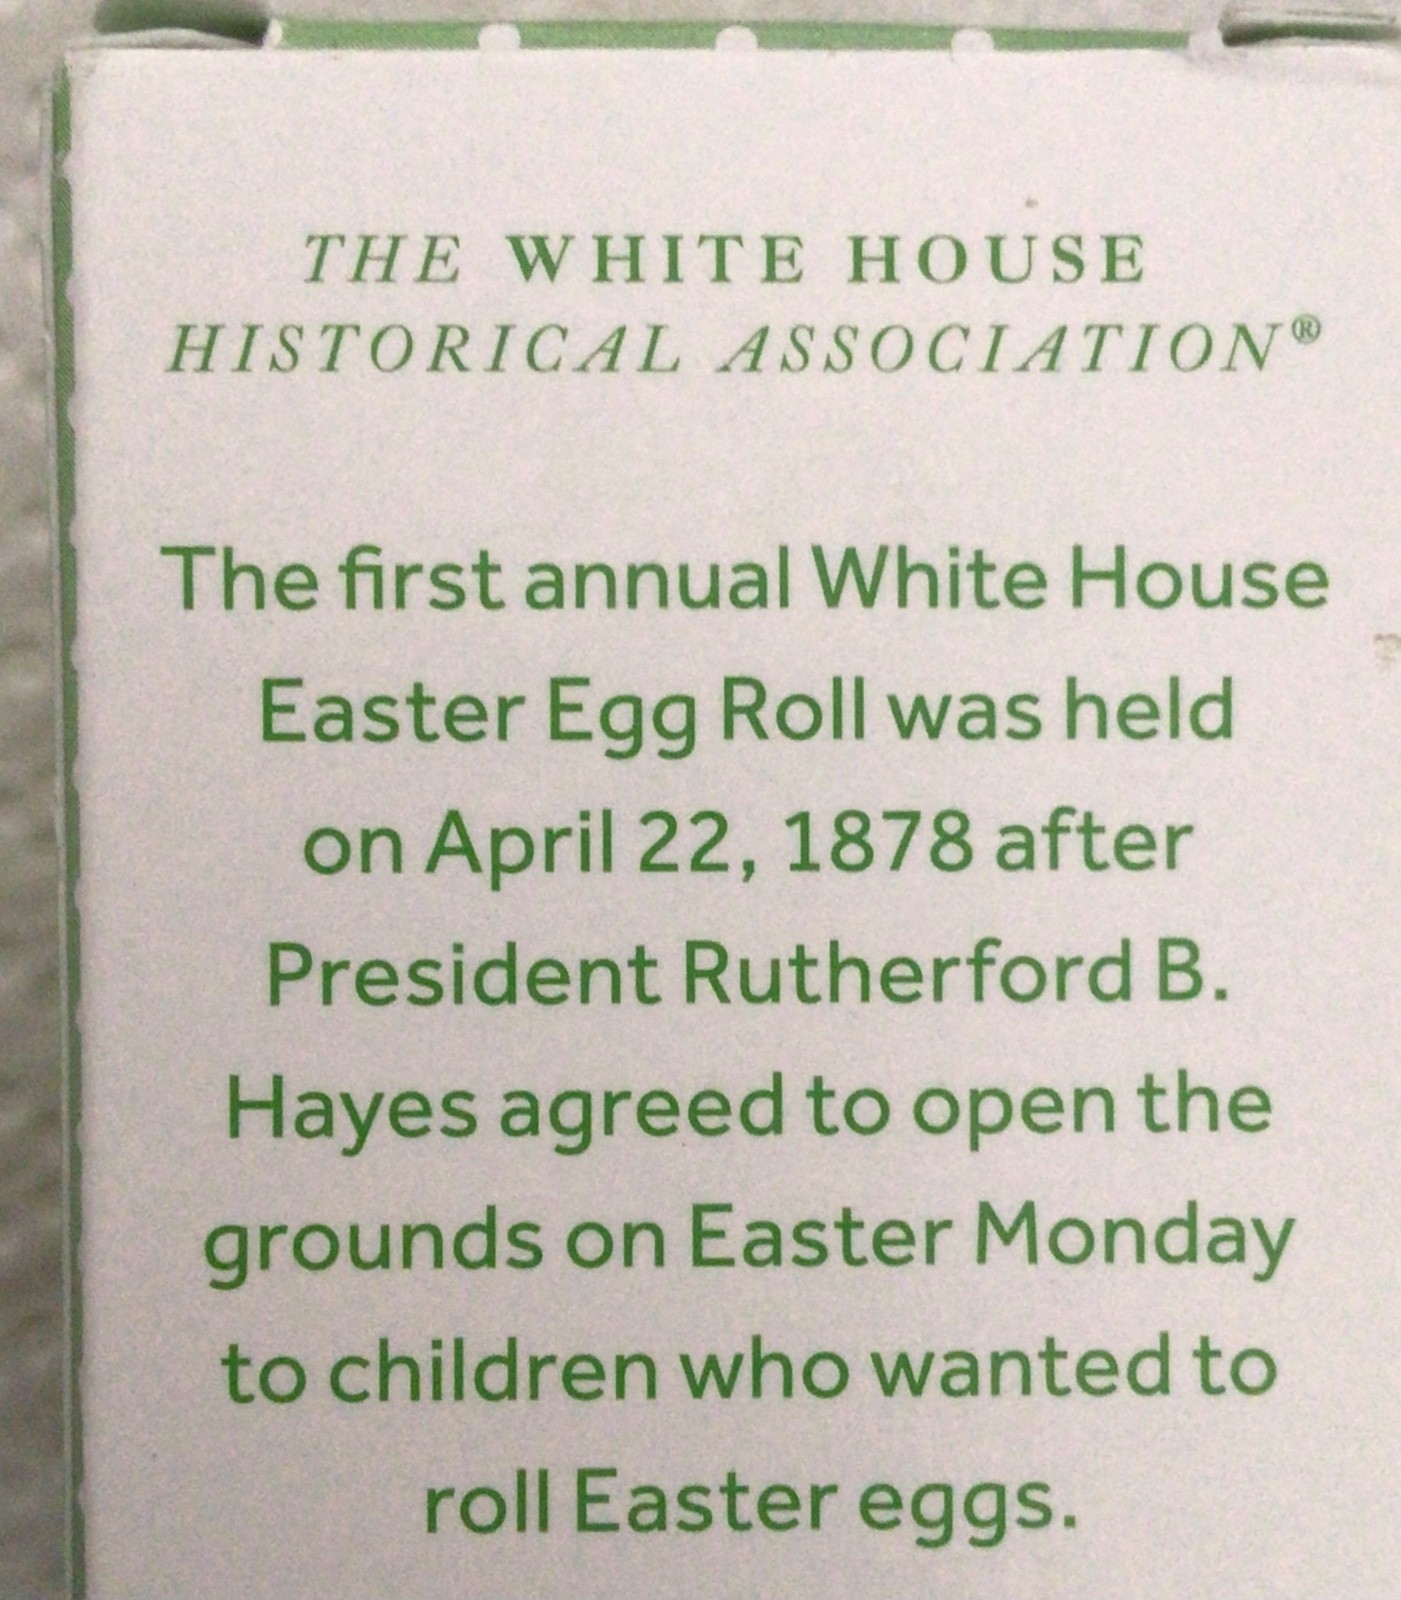 THE WHITE HOUSE
HISTORICAL ASSOCIATION®
The first annual White House
Easter Egg Roll was held
on April 22, 1878 after
President Rutherford B.
Hayes agreed to open the
grounds on Easter Monday
to children who wanted to
roll Easter eggs.